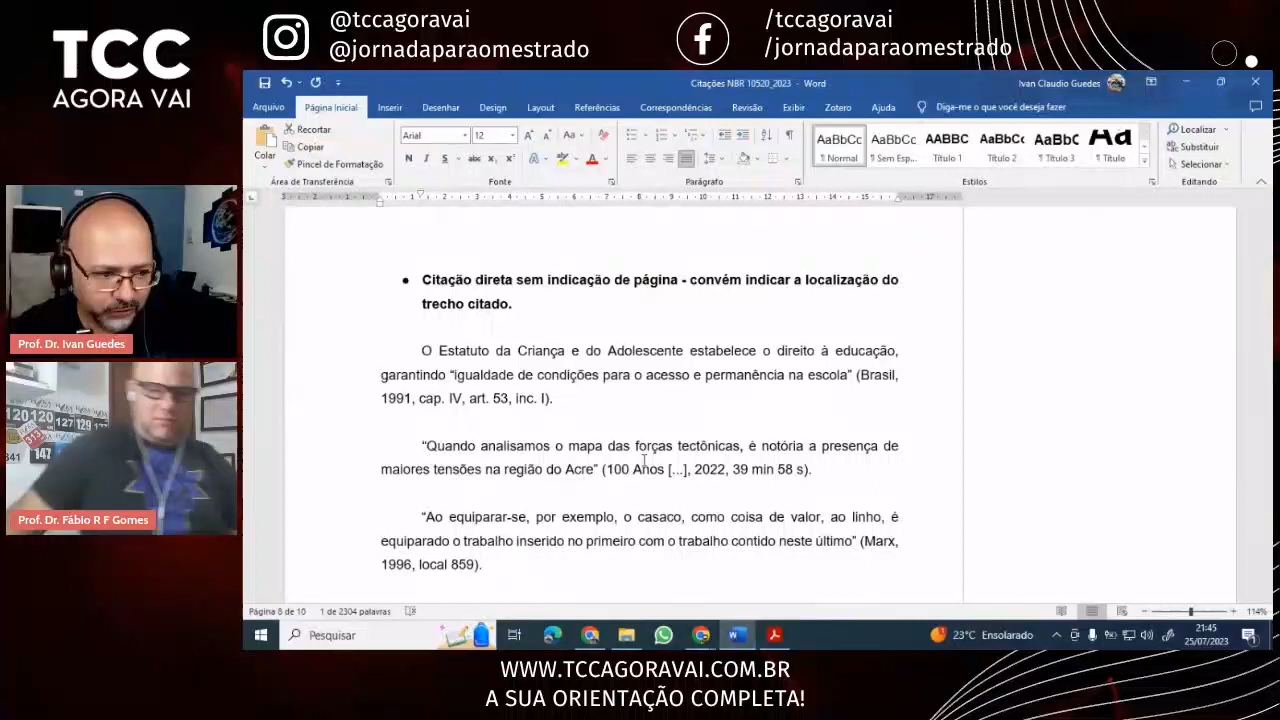 TCC
AGORA VAI
@tccagoravai
@jornadaparaomestrado
/tccagoravai
/jornadaparaomestrado
Citações NBR 10520_2023 - Word
Ivan Claudio Guedes
Arquivo Página Inicial Inserir Desenhar Design Layout Referências Correspondências Revisão Exibir Zotero Ajuda Diga-me o que você deseja fazer
Colar
Recortar
Copiar
Pincel de Formatação
Área de Transferência
Arial 12
Fonte
Parágrafo
AaBbCc AaBbCc AABBC AaBbCc AaBbC Aa
¶ Normal ¶ Sem Esp... Título 1 Título 2 ¶ Título 3 ¶ Título
Estilos
Localizar
Substituir
Selecionar
Editando
• Citação direta sem indicação de página - convém indicar a localização do
trecho citado.
O Estatuto da Criança e do Adolescente estabelece o direito à educação,
garantindo “igualdade de condições para o acesso e permanência na escola” (Brasil,
1991, cap. IV, art. 53, inc. I).
“Quando analisamos o mapa das forças tectônicas, é notória a presença de
maiores tensões na região do Acre” (100 Anos [...], 2022, 39 min 58 s).
“Ao equiparar-se, por exemplo, o casaco, como coisa de valor, ao linho, é
equiparado o trabalho inserido no primeiro com o trabalho contido neste último” (Marx,
1996, local 859).
Prof. Dr. Ivan Guedes
120 120 127 129
313
341 147
Prof. Dr. Fábio R F Gomes
Página 8 de 10 1 de 2304 palavras
114%
Pesquisar
23°C Ensolarado
21:45
25/07/2023
WWW.TCCAGORAVAI.COM.BR
A SUA ORIENTAÇÃO COMPLETA!